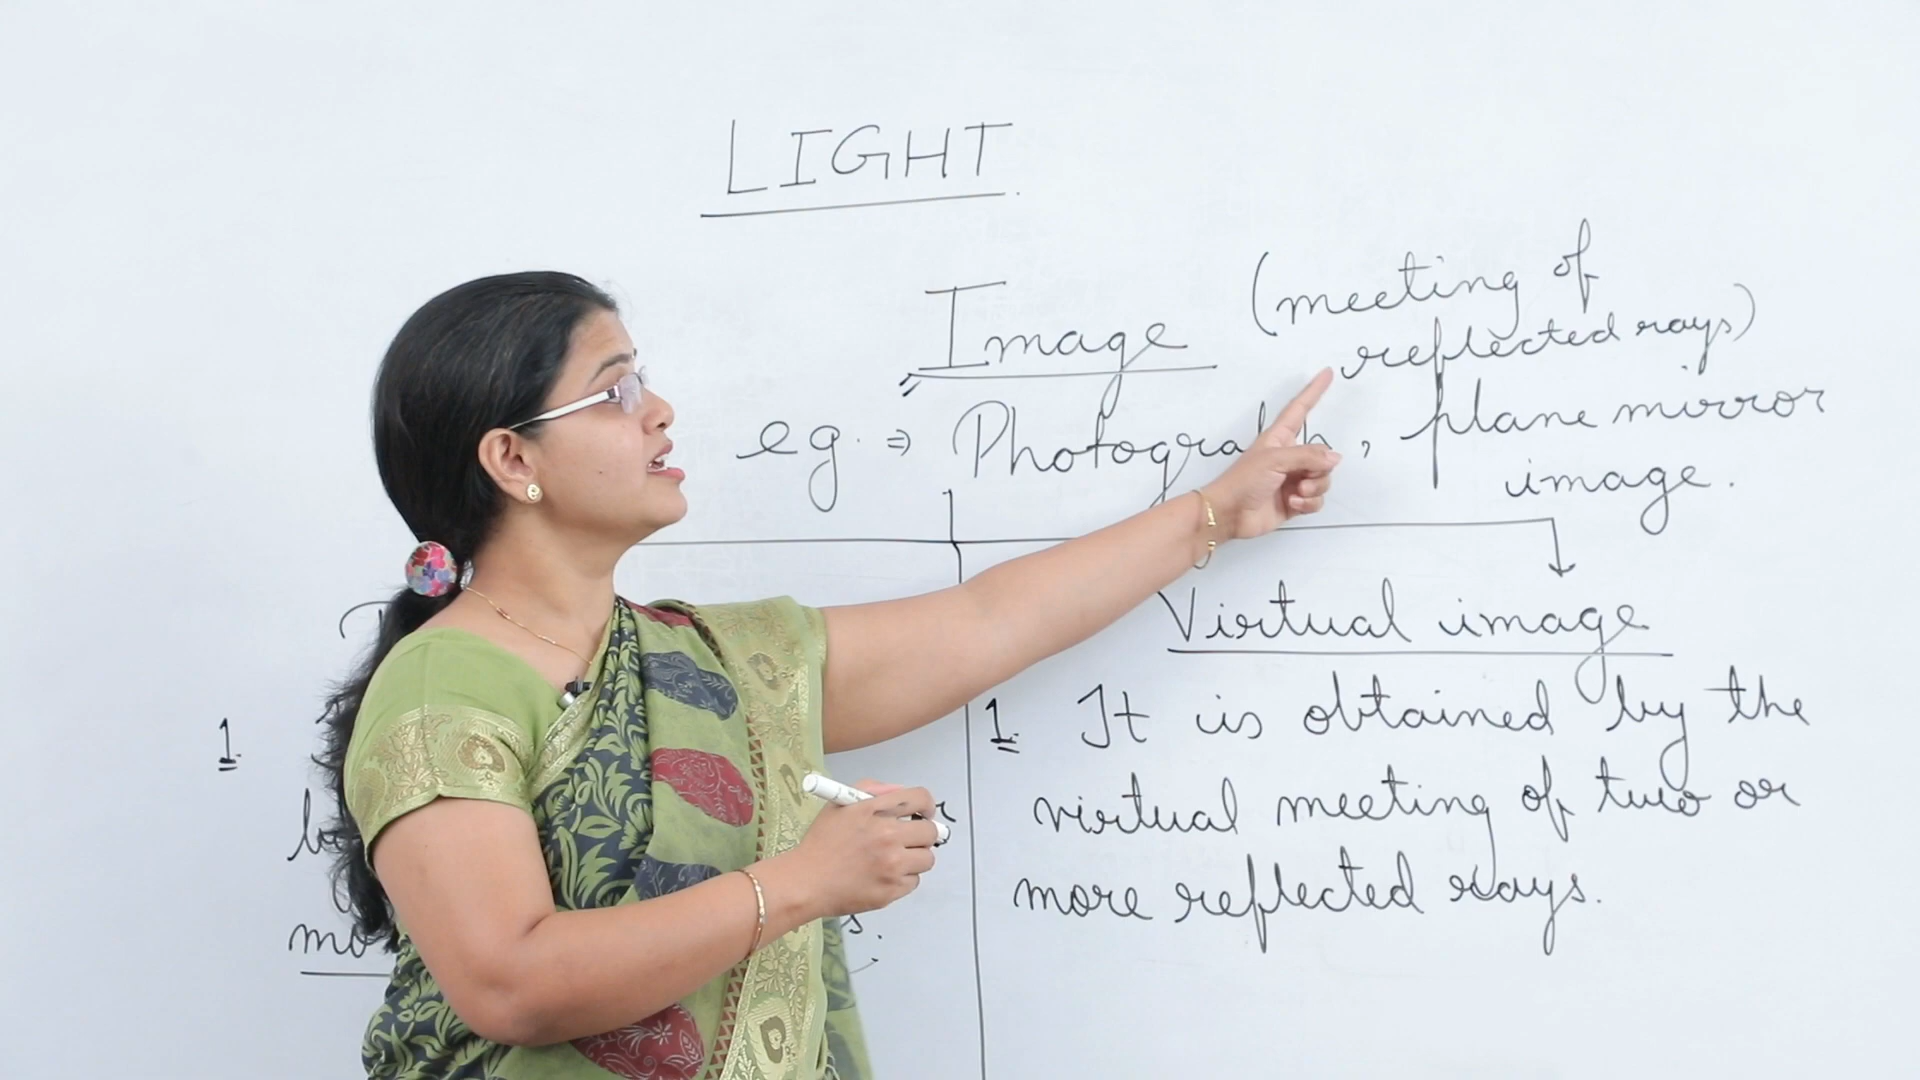 LIGHT
Image (meeting of
reflected rays)
eg. ⇒ Photograph, plane mirror
image.
Virtual image
1.
1. It is obtained by the
virtual meeting of two or
more reflected rays.